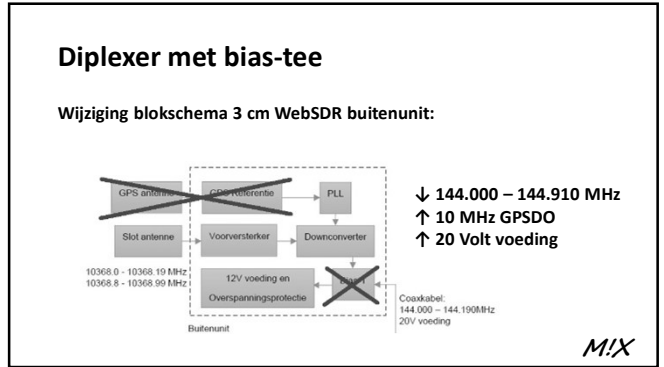 Diplexer met bias-tee
Wijziging blokschema 3 cm WebSDR buitenunit:
GPS antenne
GPS Referentie
PLL
↓ 144.000 – 144.910 MHz
↑ 10 MHz GPSDO
↑ 20 Volt voeding
Slot antenne
Voorversterker
Downconverter
10368.0 - 10368.19 MHz
10368.8 - 10368.99 MHz
12V voeding en
Overspanningsprotectie
Coaxkabel:
144.000 – 144.190MHz
20V voeding
Buitenunit
M!X